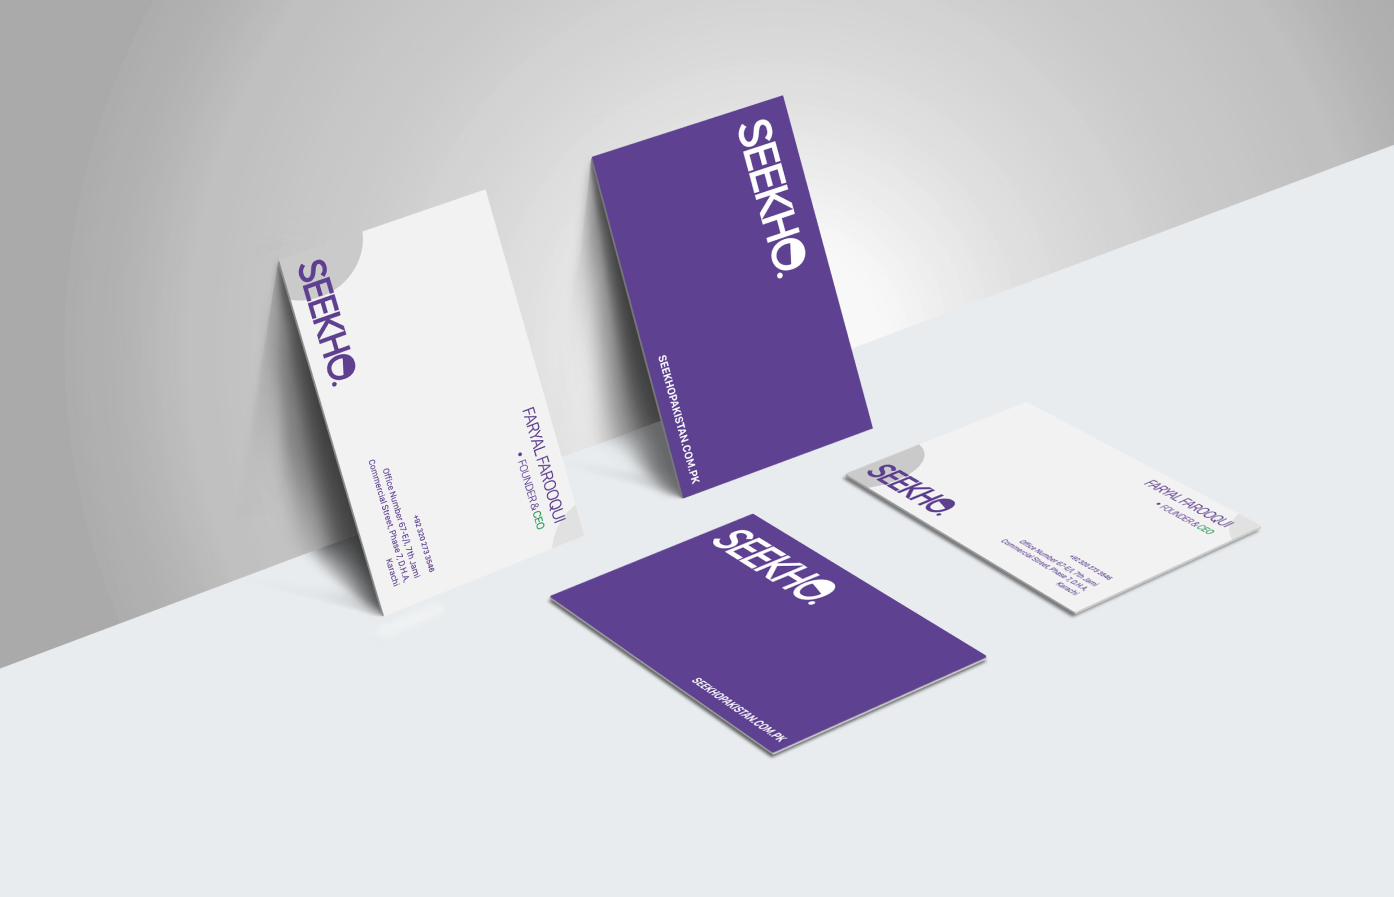 SEEKHO.
FARYAL FAROOQUI
• FOUNDER & CEO
+92 320 273 3546
Office Number 67-E/I, 7th Jami
Commercial Street, Phase 7, D.H.A.
Karachi
SEEKHO.
SEEKHOPAKISTAN.COM.PK
SEEKHO.
FARYAL FAROOQUI
• FOUNDER & CEO
+92 320 273 3546
Office Number 67-E/I, 7th Jami
Commercial Street, Phase 7, D.H.A.
Karachi
SEEKHO.
SEEKHOPAKISTAN.COM.PK